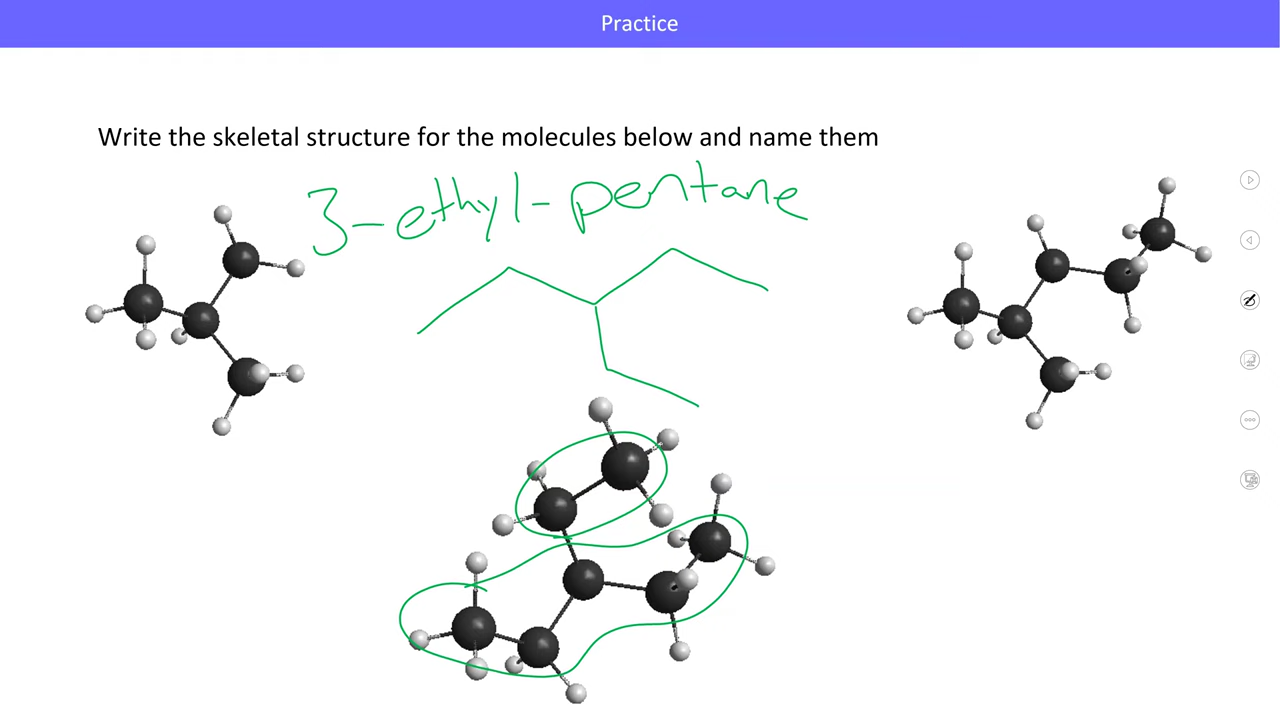 Practice
Write the skeletal structure for the molecules below and name them
3-ethyl-pentane